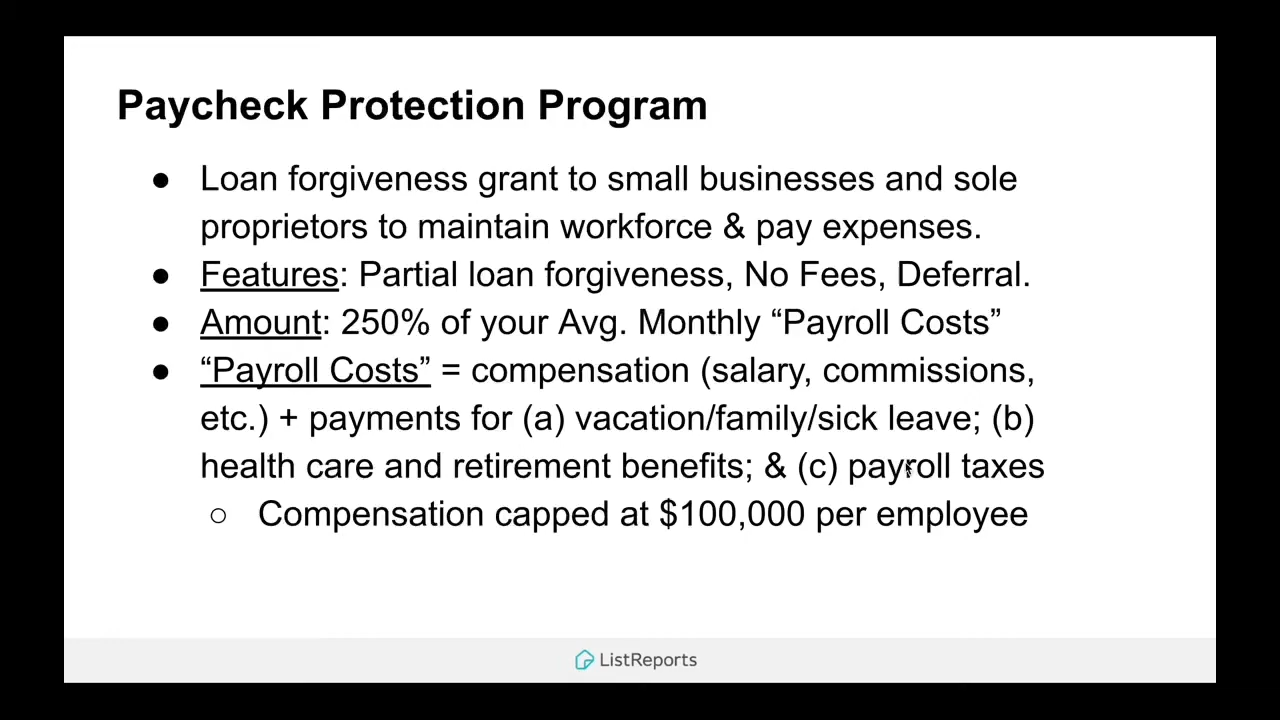 Paycheck Protection Program
● Loan forgiveness grant to small businesses and sole
proprietors to maintain workforce & pay expenses.
● Features: Partial loan forgiveness, No Fees, Deferral.
● Amount: 250% of your Avg. Monthly “Payroll Costs”
● “Payroll Costs” = compensation (salary, commissions,
etc.) + payments for (a) vacation/family/sick leave; (b)
health care and retirement benefits; & (c) payroll taxes
○ Compensation capped at $100,000 per employee
ListReports